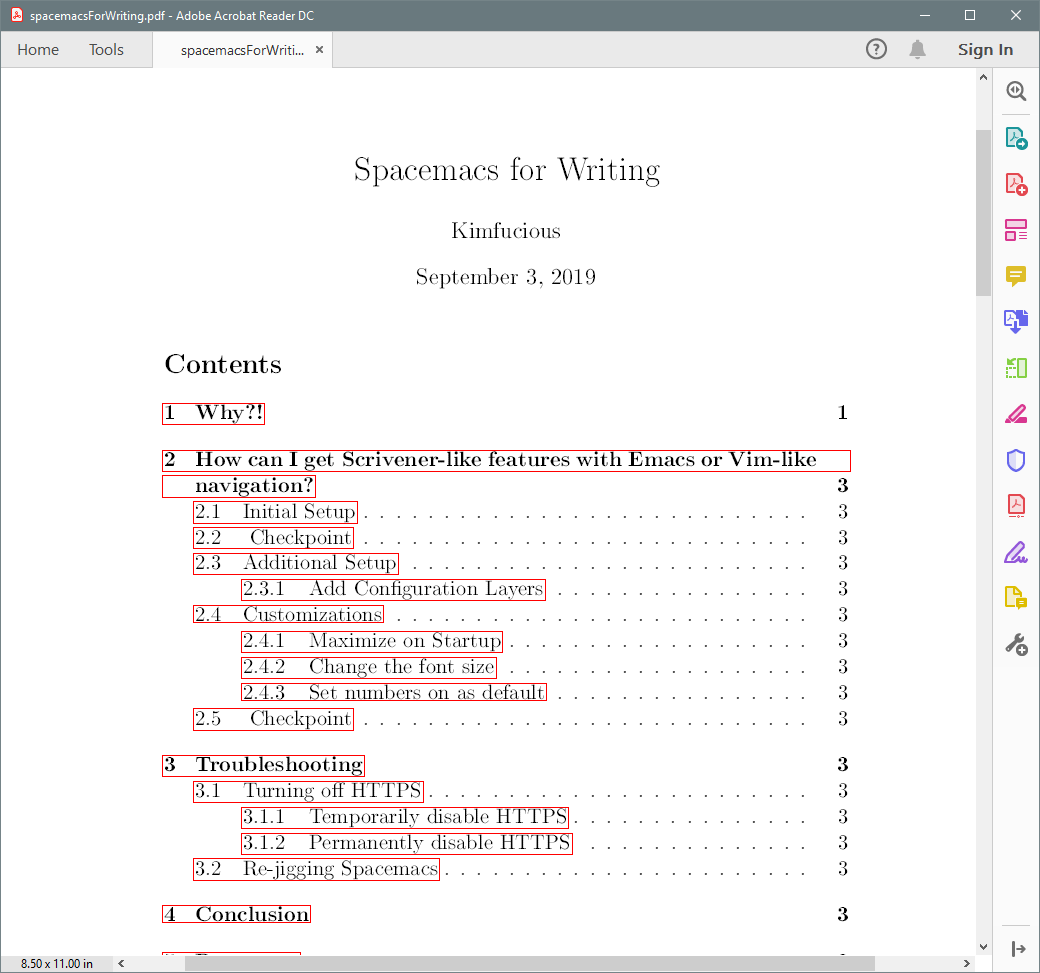 spacemacsForWriting.pdf - Adobe Acrobat Reader DC
Home Tools spacemacsForWriti... × Sign In
Spacemacs for Writing
Kimfucious
September 3, 2019
Contents
1 Why?! 1
2 How can I get Scrivener-like features with Emacs or Vim-like
navigation? 3
2.1 Initial Setup . . . . . . . . . . . . . . . . . . . . . . . . . . . . 3
2.2 Checkpoint . . . . . . . . . . . . . . . . . . . . . . . . . . . . 3
2.3 Additional Setup . . . . . . . . . . . . . . . . . . . . . . . . . 3
2.3.1 Add Configuration Layers . . . . . . . . . . . . . . . . 3
2.4 Customizations . . . . . . . . . . . . . . . . . . . . . . . . . . 3
2.4.1 Maximize on Startup . . . . . . . . . . . . . . . . . . . 3
2.4.2 Change the font size . . . . . . . . . . . . . . . . . . . 3
2.4.3 Set numbers on as default . . . . . . . . . . . . . . . . 3
2.5 Checkpoint . . . . . . . . . . . . . . . . . . . . . . . . . . . . 3
3 Troubleshooting 3
3.1 Turning off HTTPS . . . . . . . . . . . . . . . . . . . . . . . . 3
3.1.1 Temporarily disable HTTPS . . . . . . . . . . . . . . . 3
3.1.2 Permanently disable HTTPS . . . . . . . . . . . . . . 3
3.2 Re-jigging Spacemacs . . . . . . . . . . . . . . . . . . . . . . . 3
4 Conclusion 3
8.50 x 11.00 in